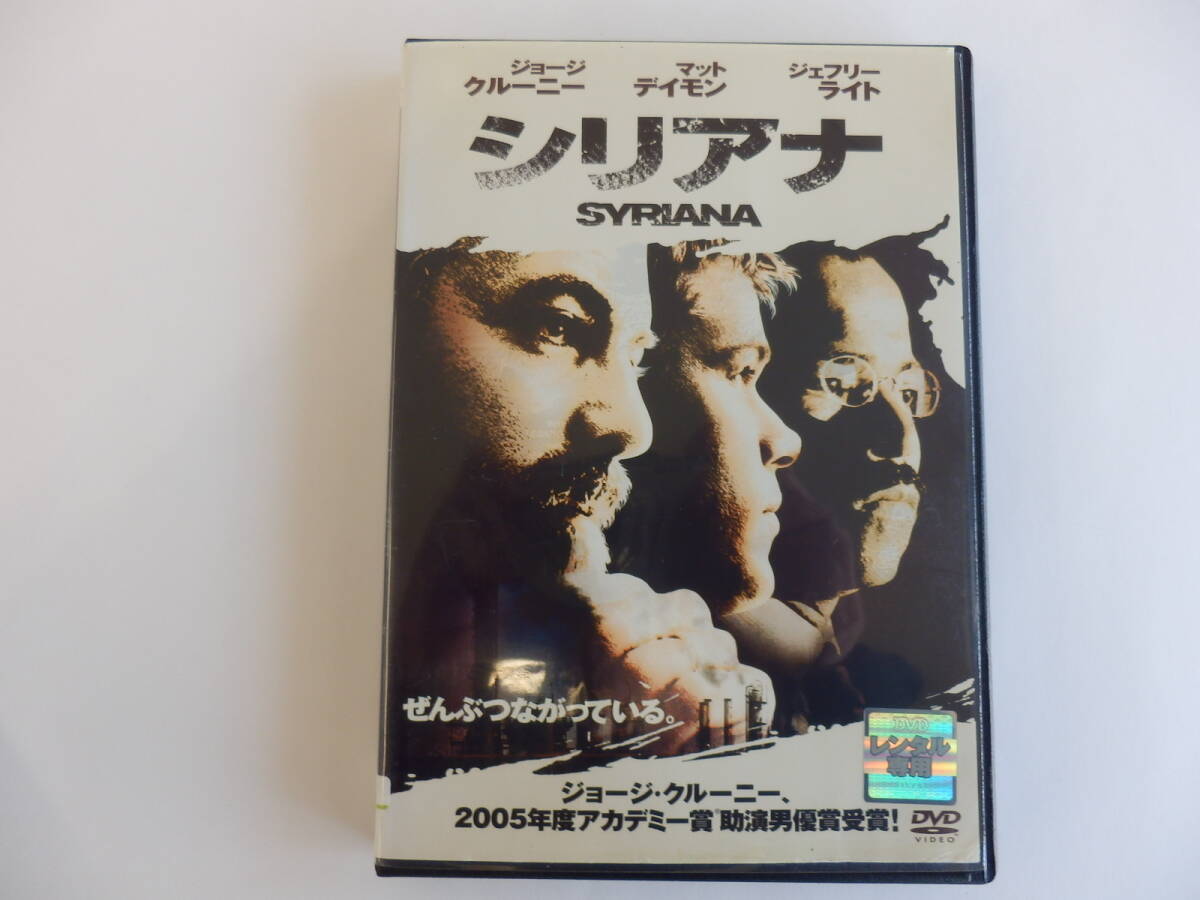 ジョージ
クルーニー
マット
デイモン
ジェフリー
ライト
シリアナ
SYRIANA
ぜんぶつながっている。
DVD
レンタル
専用
ジョージ・クルーニー、
2005年度アカデミー賞®助演男優賞受賞!
DVD
VIDEO